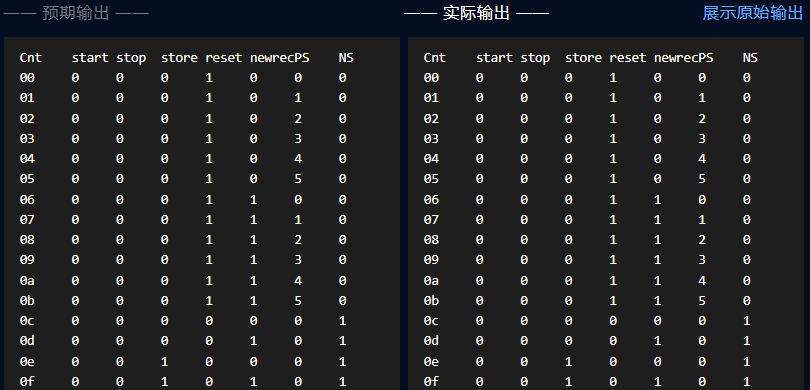 —— 预期输出 ——
—— 实际输出 ——
展示原始输出
Cnt start stop store reset newrecPS NS
00 0 0 0 1 0 0 0
01 0 0 0 1 0 1 0
02 0 0 0 1 0 2 0
03 0 0 0 1 0 3 0
04 0 0 0 1 0 4 0
05 0 0 0 1 0 5 0
06 0 0 0 1 1 0 0
07 0 0 0 1 1 1 0
08 0 0 0 1 1 2 0
09 0 0 0 1 1 3 0
0a 0 0 0 1 1 4 0
0b 0 0 0 1 1 5 0
0c 0 0 0 0 0 0 1
0d 0 0 0 0 1 0 1
0e 0 0 1 0 0 0 1
0f 0 0 1 0 1 0 1
Cnt start stop store reset newrecPS NS
00 0 0 0 1 0 0 0
01 0 0 0 1 0 1 0
02 0 0 0 1 0 2 0
03 0 0 0 1 0 3 0
04 0 0 0 1 0 4 0
05 0 0 0 1 0 5 0
06 0 0 0 1 1 0 0
07 0 0 0 1 1 1 0
08 0 0 0 1 1 2 0
09 0 0 0 1 1 3 0
0a 0 0 0 1 1 4 0
0b 0 0 0 1 1 5 0
0c 0 0 0 0 0 0 1
0d 0 0 0 0 1 0 1
0e 0 0 1 0 0 0 1
0f 0 0 1 0 1 0 1